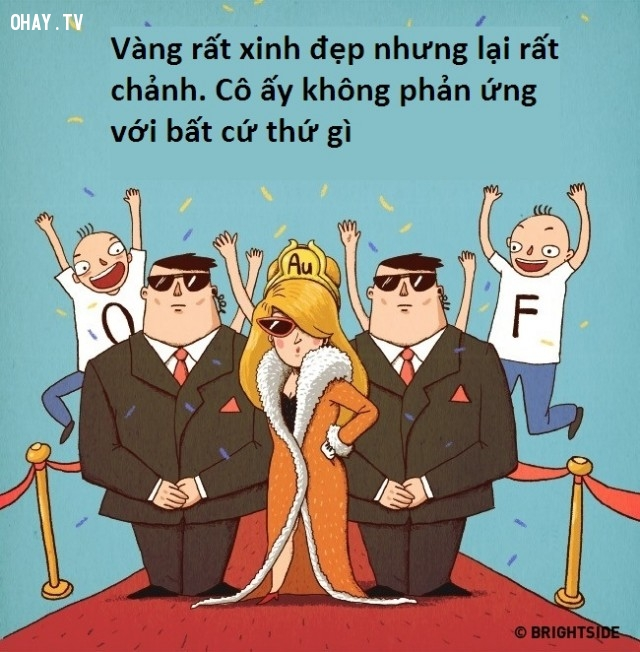 OHAY.TV
Vàng rất xinh đẹp nhưng lại rất
chảnh. Cô ấy không phản ứng
với bất cứ thứ gì
Au
O
F
© BRIGHTSIDE